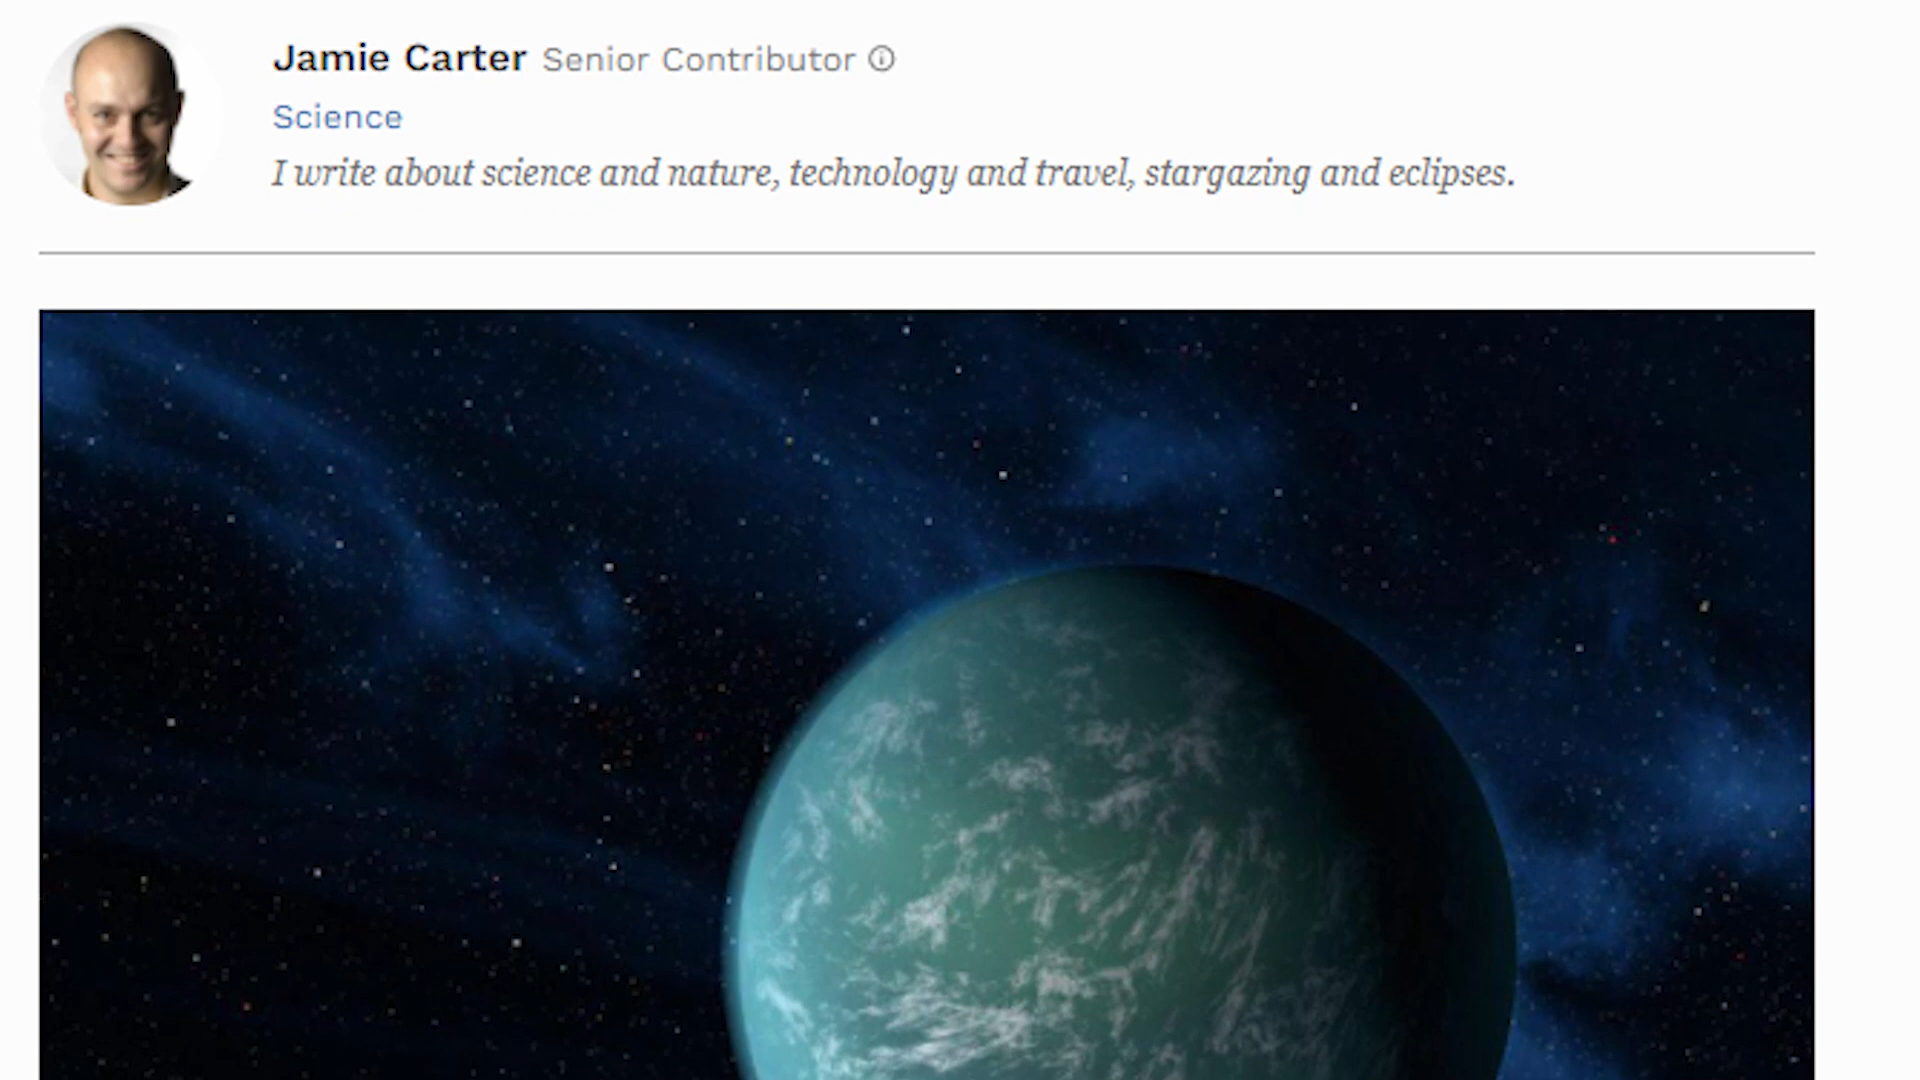 Jamie Carter Senior Contributor
Science
I write about science and nature, technology and travel, stargazing and eclipses.